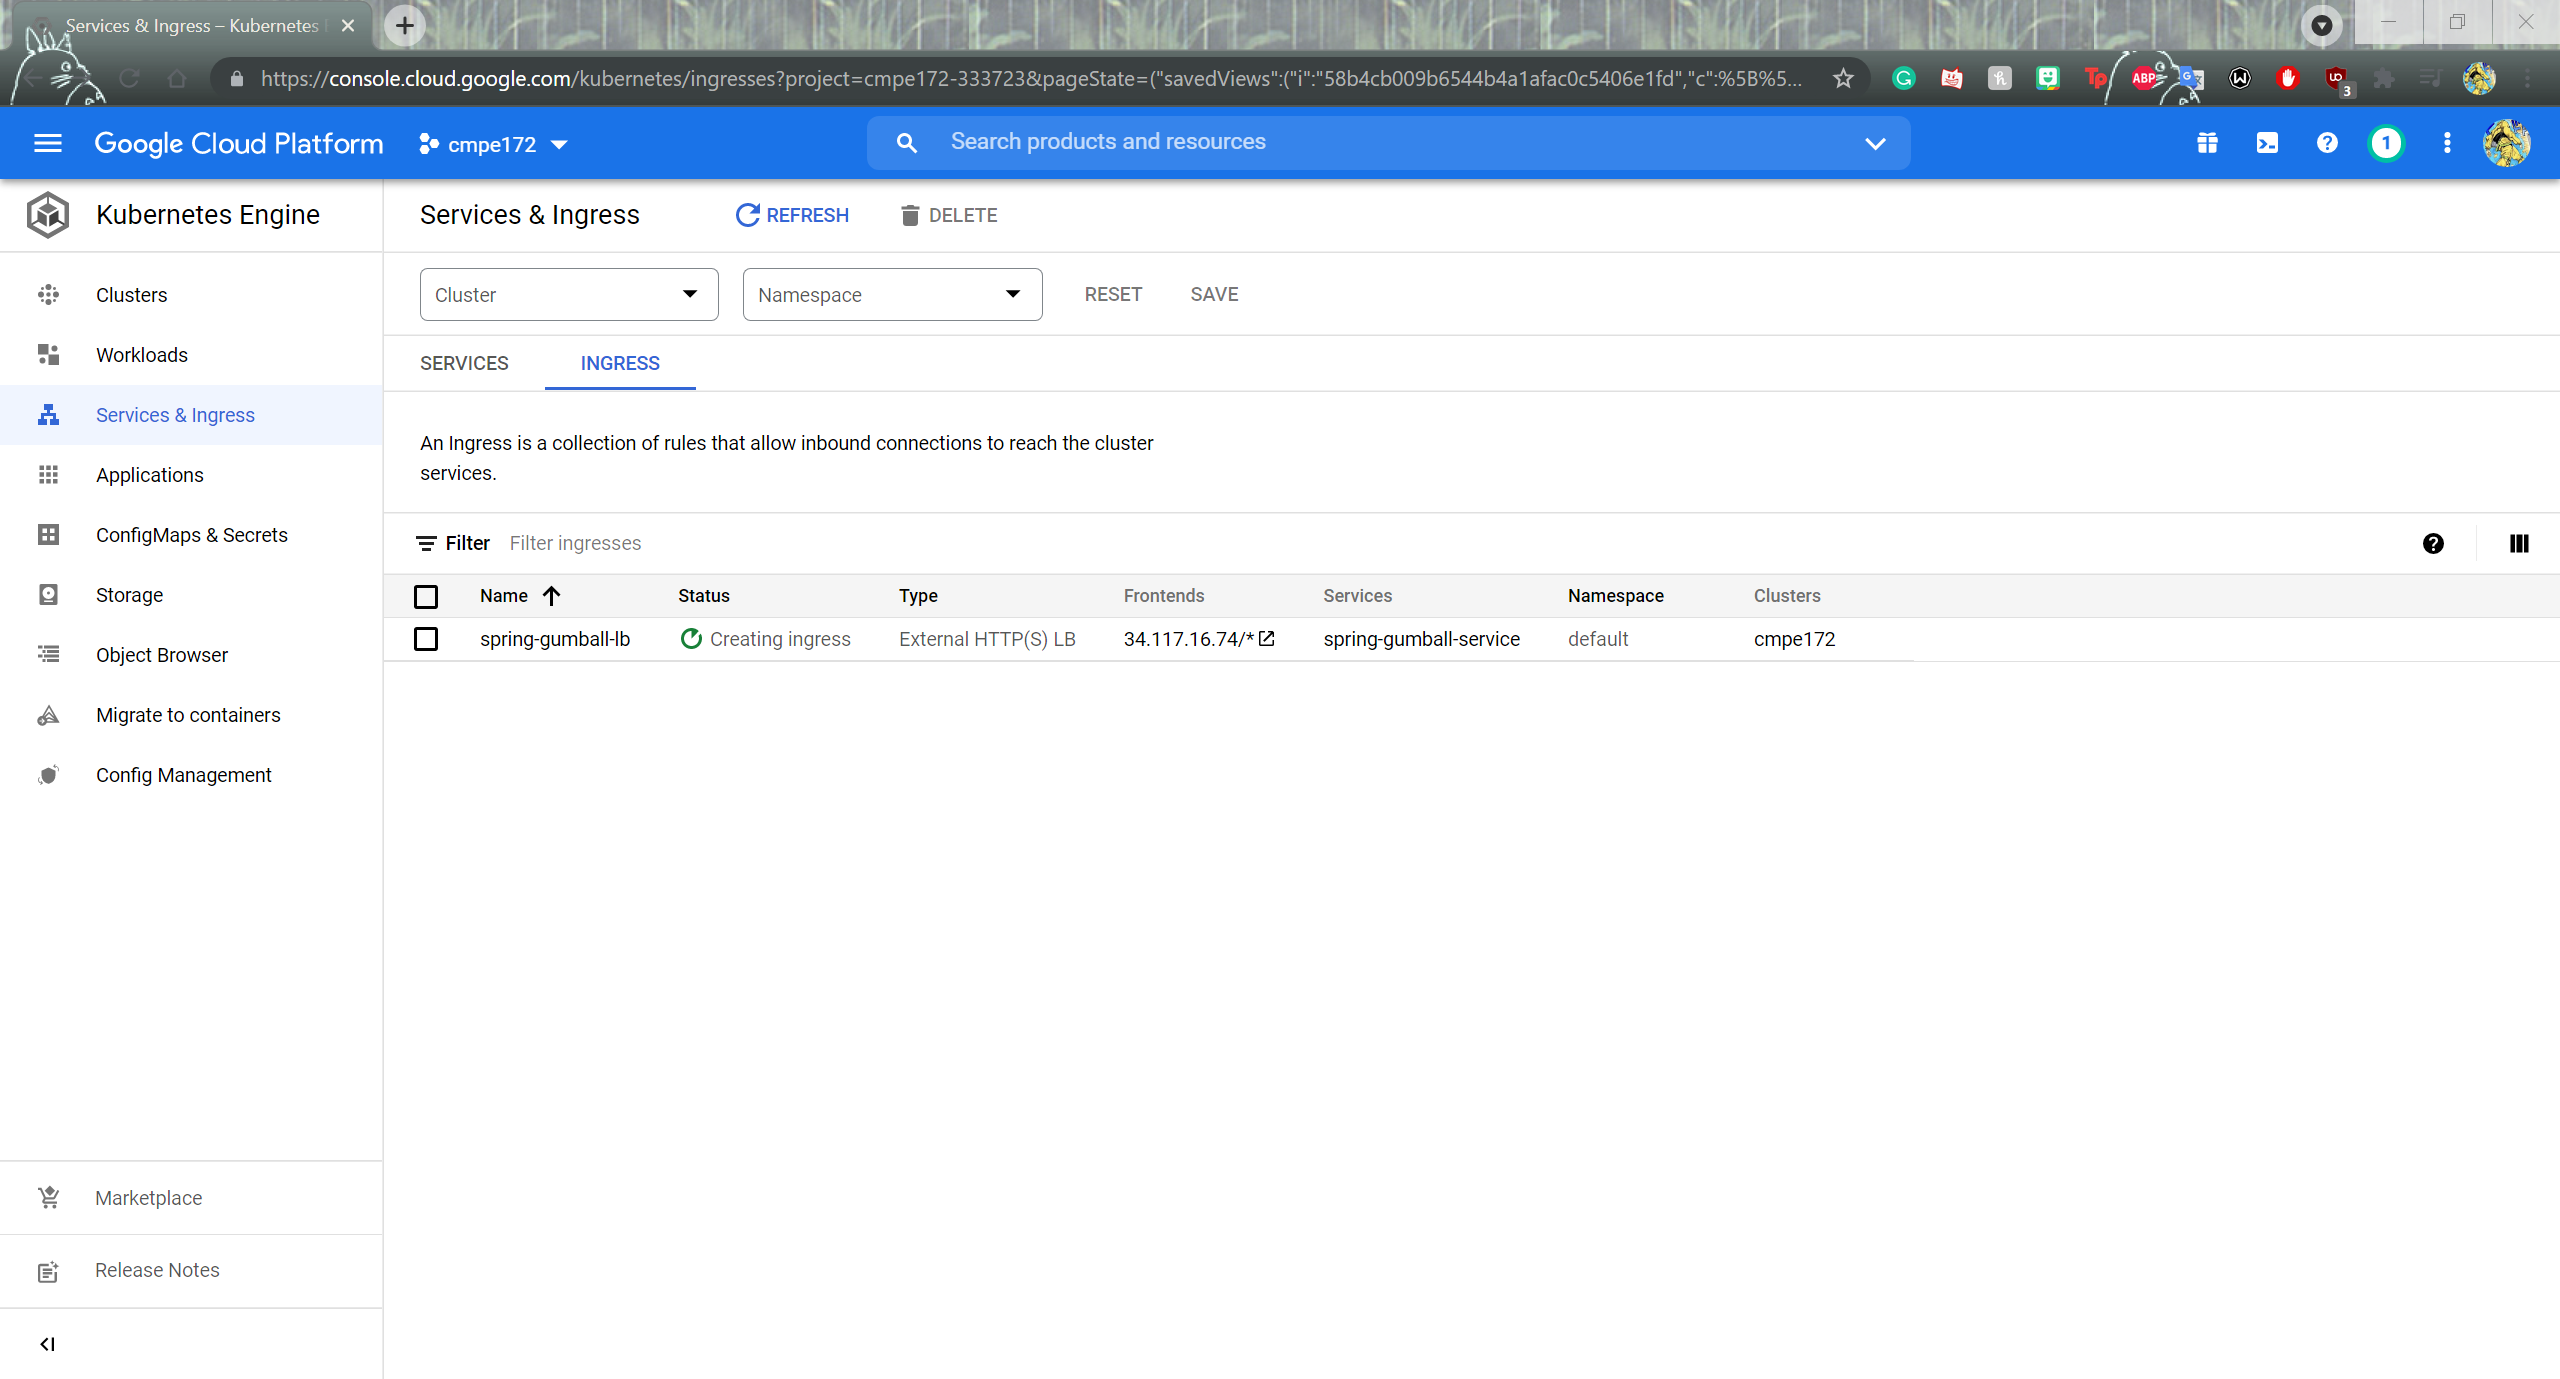 Services & Ingress – Kubernetes
https://console.cloud.google.com/kubernetes/ingresses?project=cmpe172-333723&pageState=("savedViews":("i":"58b4cb009b6544b4a1afac0c5406e1fd","c":%5B%5...
ABP
3
Google Cloud Platform
cmpe172
Search products and resources
1
Kubernetes Engine
Services & Ingress
REFRESH
DELETE
Clusters
Workloads
Services & Ingress
Applications
ConfigMaps & Secrets
Storage
Object Browser
Migrate to containers
Config Management
Marketplace
Release Notes
Cluster
Namespace
RESET
SAVE
SERVICES
INGRESS
An Ingress is a collection of rules that allow inbound connections to reach the cluster
services.
Filter
Filter ingresses
Name Status Type Frontends Services Namespace Clusters
spring-gumball-lb Creating ingress External HTTP(S) LB 34.117.16.74/* spring-gumball-service default cmpe172